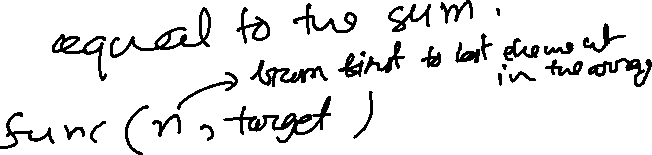 equal to the sum.
from first to last element
in the array
func (n, target)